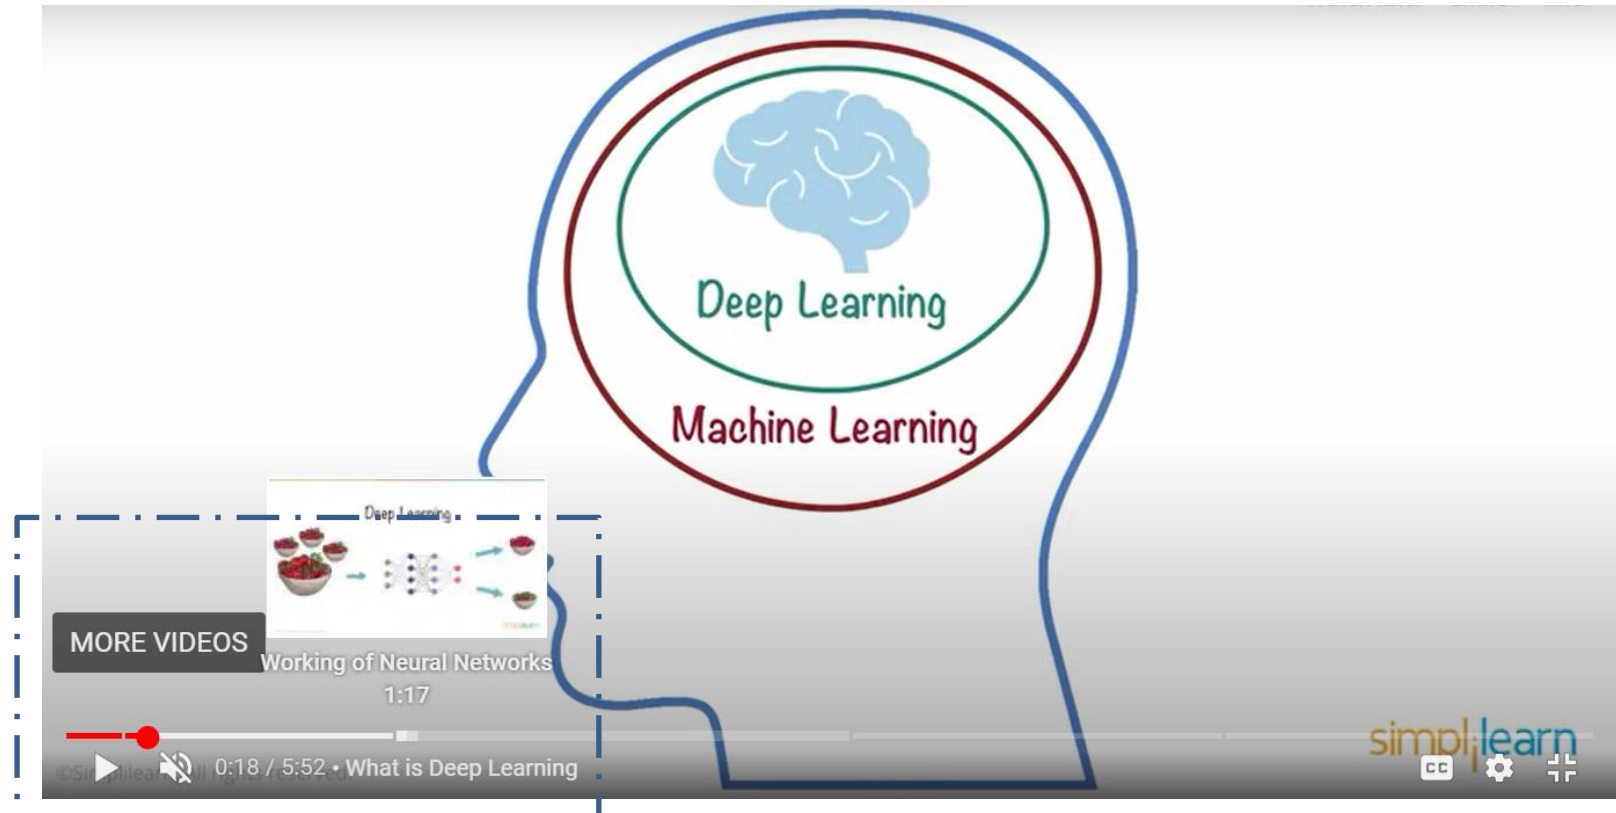 Deep Learning
Machine Learning
Deep Learning
MORE VIDEOS
Working of Neural Networks
1:17
simplilearn
0:18 / 5:52 • What is Deep Learning
CC